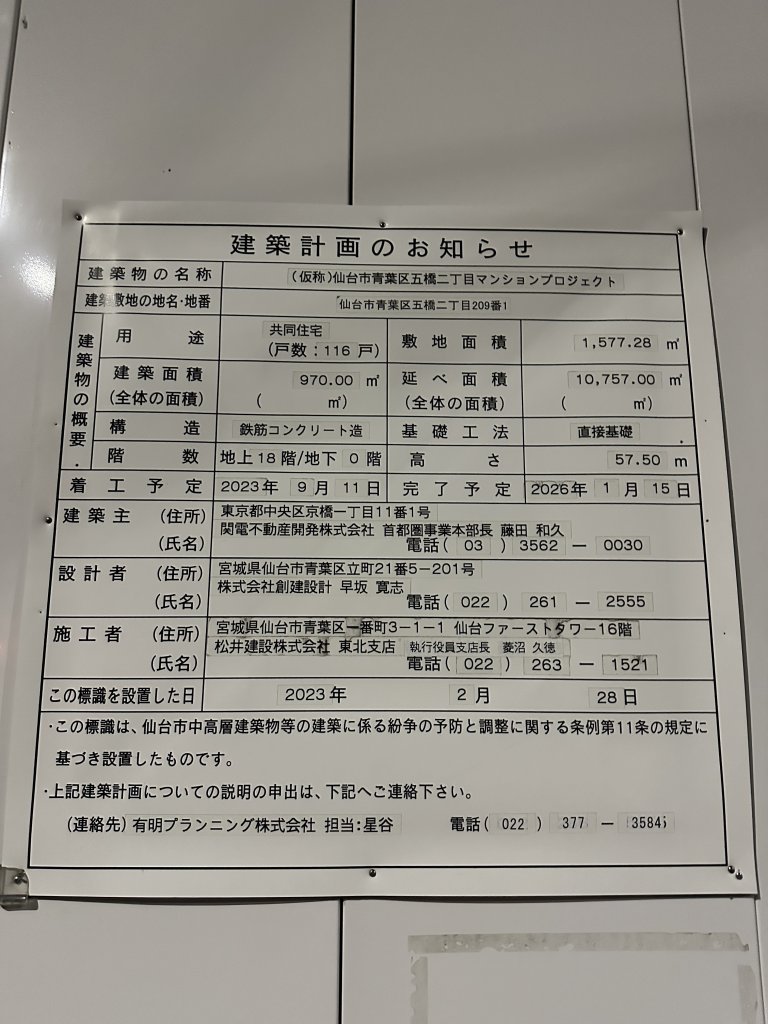 建築計画のお知らせ
建築物の名称 （仮称）仙台市青葉区五橋二丁目マンションプロジェクト
建築敷地の地名・地番 仙台市青葉区五橋二丁目209番1
建築物の概要
用途 共同住宅 （戸数：116 戸） 敷地面積 1,577.28 ㎡
建築面積 （全体の面積） 970.00 ㎡ （ ㎡） 延べ面積 （全体の面積） 10,757.00 ㎡ （ ㎡）
構造 鉄筋コンクリート造 基礎工法 直接基礎
階数 地上18階/地下 0 階 高さ 57.50 m
着工予定 2023年 9月 11日 完了予定 2026年 1月 15日
建築主 （住所） 東京都中央区京橋一丁目11番1号
関電不動産開発株式会社 首都圏事業本部長 藤田 和久
（氏名） 電話（ 03 ） 3562 － 0030
設計者 （住所） 宮城県仙台市青葉区立町21番5－201号
株式会社創建設計 早坂 寛志
（氏名） 電話（ 022 ） 261 － 2555
施工者 （住所） 宮城県仙台市青葉区一番町3－1－1 仙台ファーストタワー16階
松井建設株式会社 東北支店 執行役員支店長 菱沼 久徳
（氏名） 電話（ 022 ） 263 － 1521
この標識を設置した日 2023年 2月 28日
・この標識は、仙台市中高層建築物等の建築に係る紛争の予防と調整に関する条例第11条の規定に
基づき設置したものです。
・上記建築計画についての説明の申出は、下記へご連絡下さい。
（連絡先）有明プランニング株式会社 担当：星谷 電話（ 022 ） 377 －